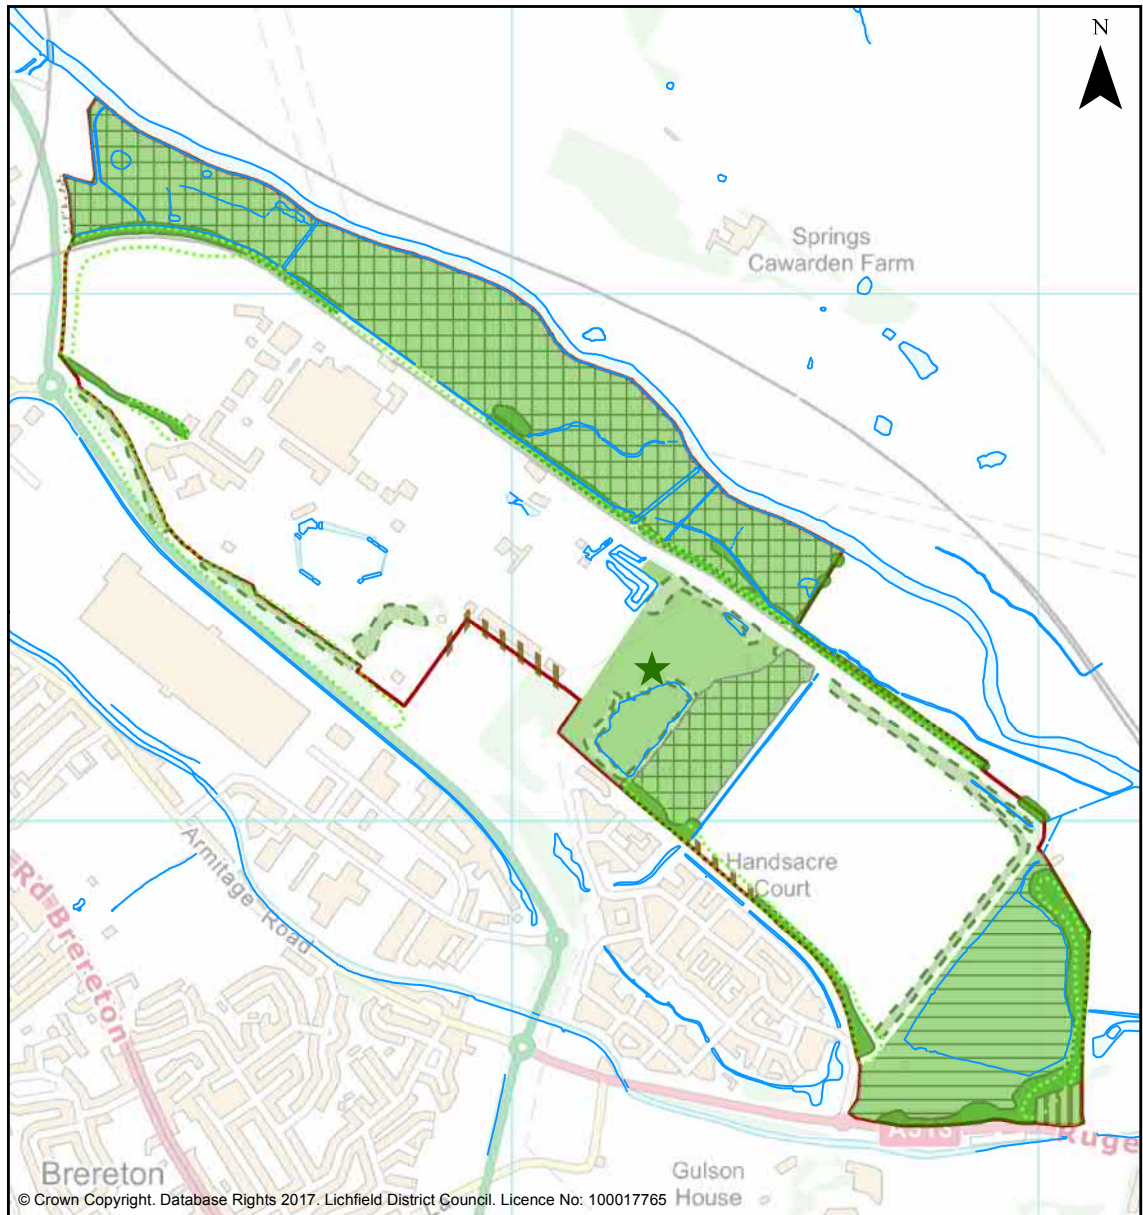 N
Springs
Cawarden Farm
Armitage Road
Rd-Brereton
Handsacre
Court
A513
Ruge
Brereton
Gulson
House
© Crown Copyright. Database Rights 2017. Lichfield District Council. Licence No: 100017765